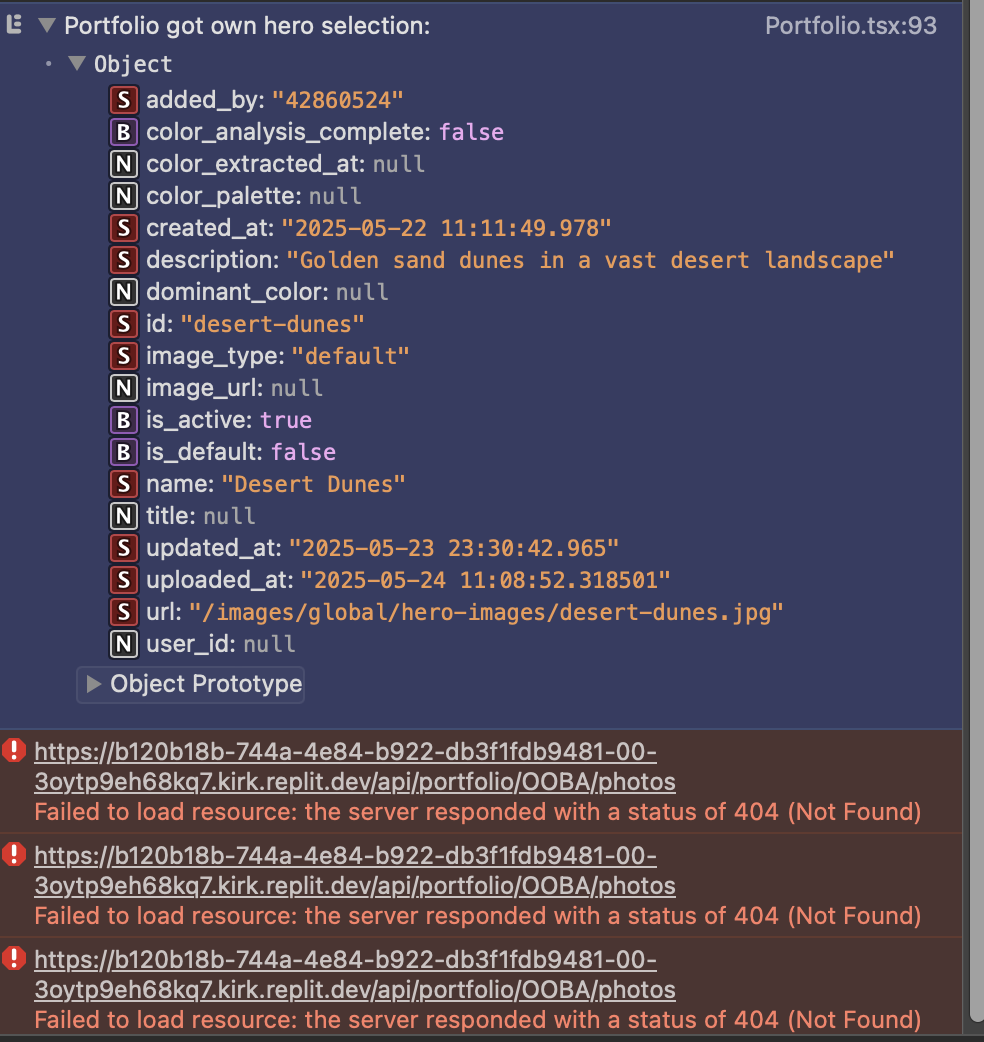 E Portfolio got own hero selection: Portfolio.tsx:93
Object
S added_by: "42860524"
B color_analysis_complete: false
N color_extracted_at: null
N color_palette: null
S created_at: "2025-05-22 11:11:49.978"
S description: "Golden sand dunes in a vast desert landscape"
N dominant_color: null
S id: "desert-dunes"
S image_type: "default"
N image_url: null
B is_active: true
B is_default: false
S name: "Desert Dunes"
N title: null
S updated_at: "2025-05-23 23:30:42.965"
S uploaded_at: "2025-05-24 11:08:52.318501"
S url: "/images/global/hero-images/desert-dunes.jpg"
N user_id: null
Object Prototype
https://b120b18b-744a-4e84-b922-db3f1fdb9481-00-
3oytp9eh68kq7.kirk.replit.dev/api/portfolio/OOBA/photos
Failed to load resource: the server responded with a status of 404 (Not Found)
https://b120b18b-744a-4e84-b922-db3f1fdb9481-00-
3oytp9eh68kq7.kirk.replit.dev/api/portfolio/OOBA/photos
Failed to load resource: the server responded with a status of 404 (Not Found)
https://b120b18b-744a-4e84-b922-db3f1fdb9481-00-
3oytp9eh68kq7.kirk.replit.dev/api/portfolio/OOBA/photos
Failed to load resource: the server responded with a status of 404 (Not Found)